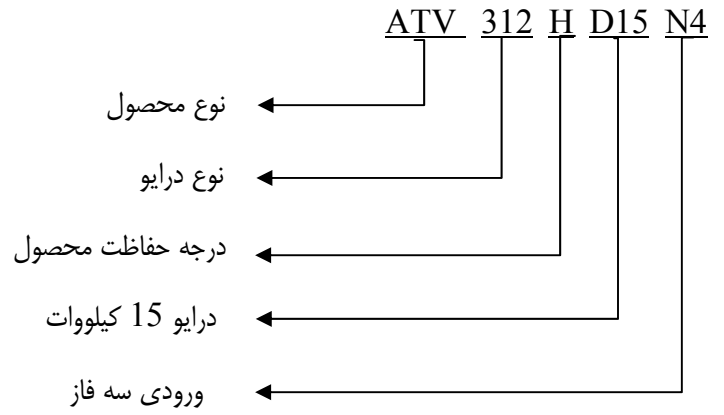 ATV 312 H D15 N4
نوع محصول
نوع درایو
درجه حفاظت محصول
درایو 15 کیلووات
ورودی سه فاز